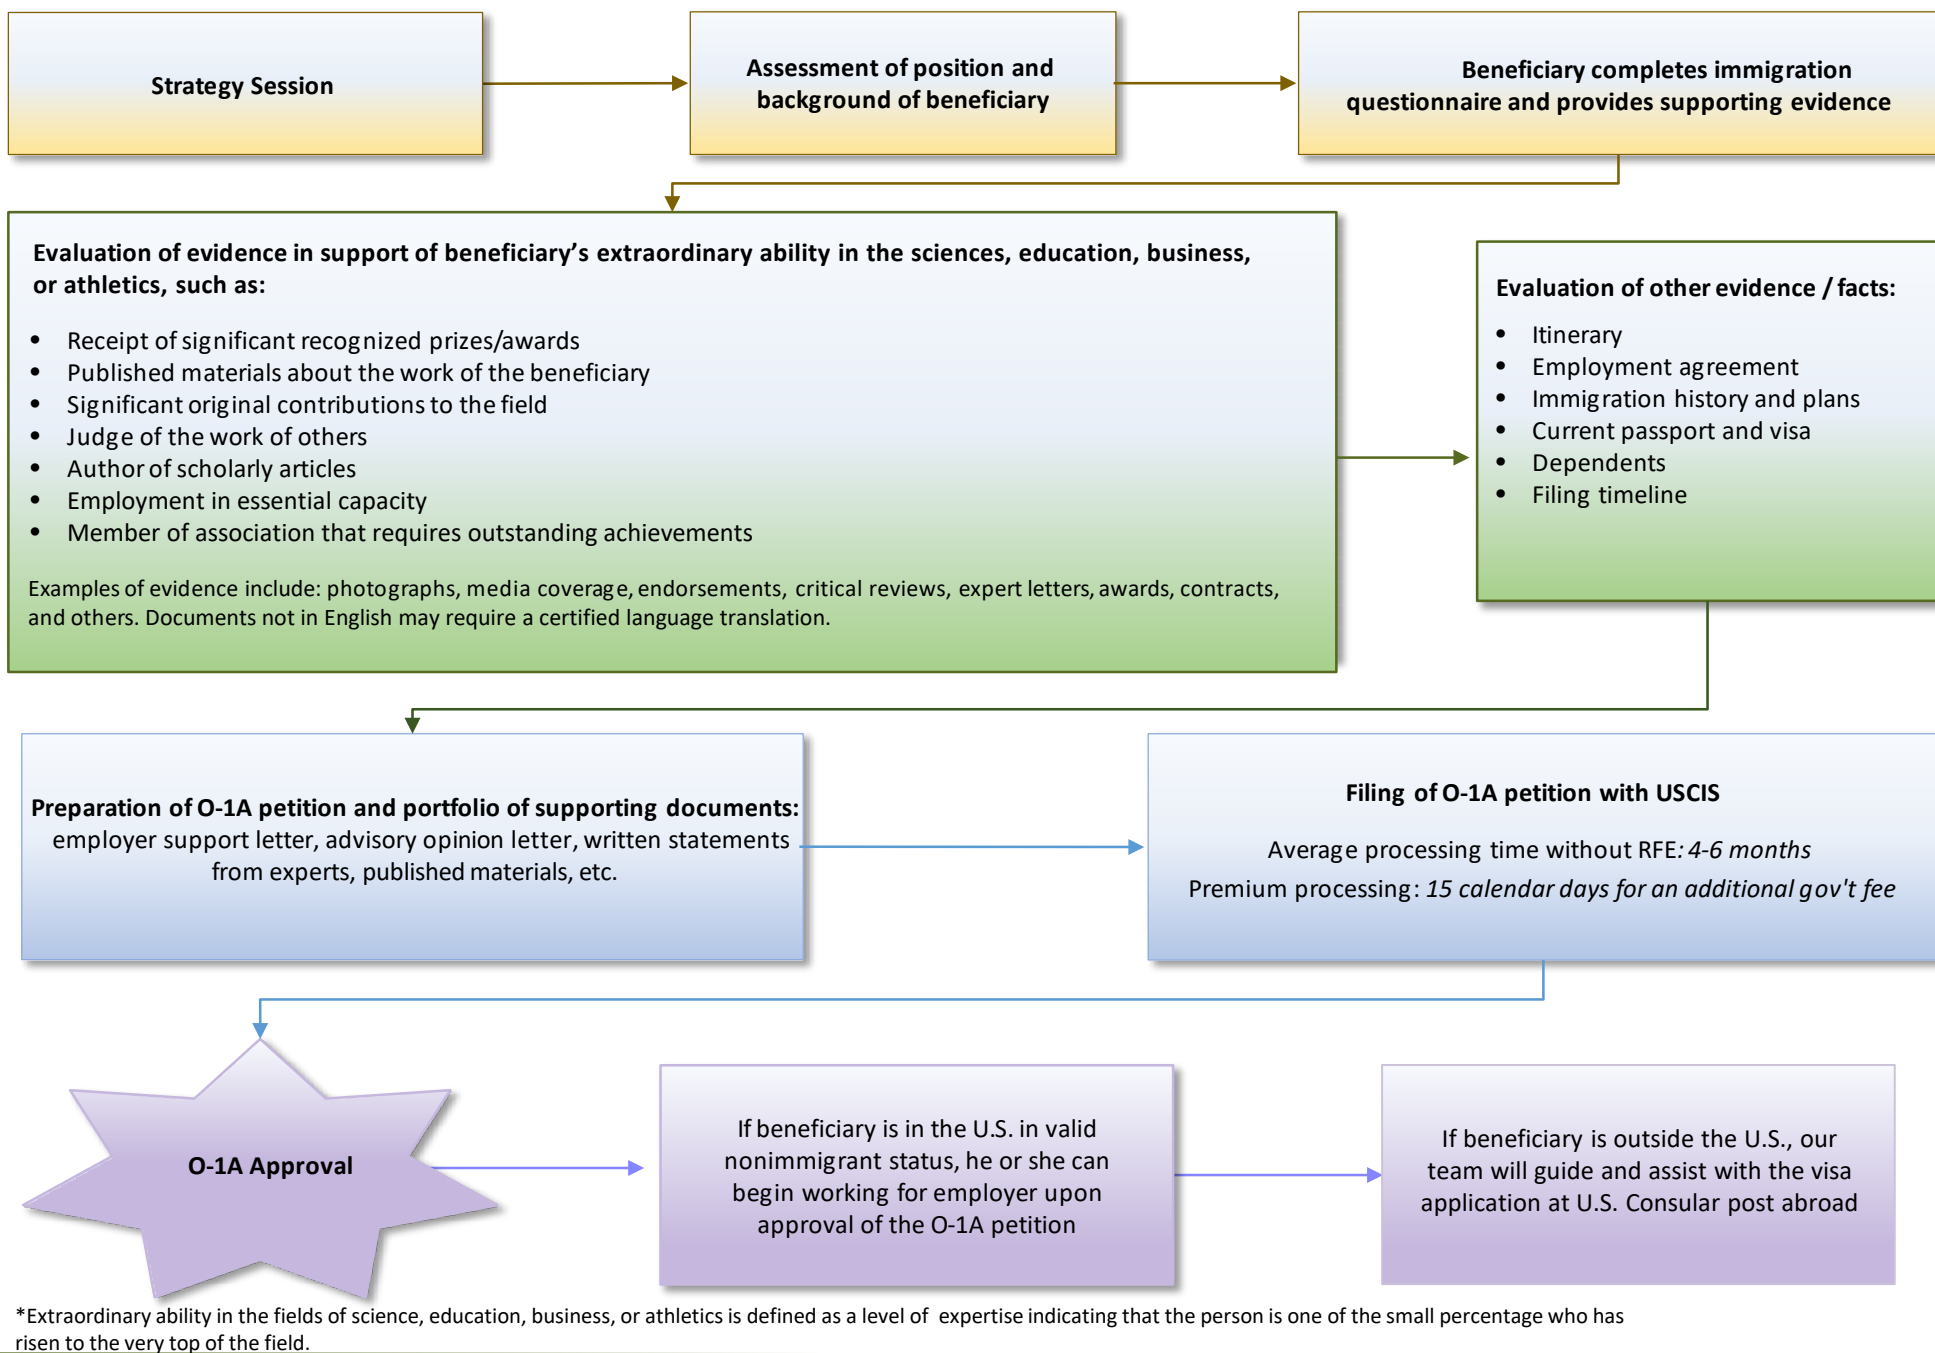 Strategy Session
Assessment of position and
background of beneficiary
Beneficiary completes immigration
questionnaire and provides supporting evidence
Evaluation of evidence in support of beneficiary’s extraordinary ability in the sciences, education, business,
or athletics, such as:
• Receipt of significant recognized prizes/awards
• Published materials about the work of the beneficiary
• Significant original contributions to the field
• Judge of the work of others
• Author of scholarly articles
• Employment in essential capacity
• Member of association that requires outstanding achievements
Examples of evidence include: photographs, media coverage, endorsements, critical reviews, expert letters, awards, contracts,
and others. Documents not in English may require a certified language translation.
Evaluation of other evidence / facts:
• Itinerary
• Employment agreement
• Immigration history and plans
• Current passport and visa
• Dependents
• Filing timeline
Preparation of O-1A petition and portfolio of supporting documents:
employer support letter, advisory opinion letter, written statements
from experts, published materials, etc.
Filing of O-1A petition with USCIS
Average processing time without RFE: 4-6 months
Premium processing: 15 calendar days for an additional gov't fee
O-1A Approval
If beneficiary is in the U.S. in valid
nonimmigrant status, he or she can
begin working for employer upon
approval of the O-1A petition
If beneficiary is outside the U.S., our
team will guide and assist with the visa
application at U.S. Consular post abroad
*Extraordinary ability in the fields of science, education, business, or athletics is defined as a level of expertise indicating that the person is one of the small percentage who has
risen to the very top of the field.